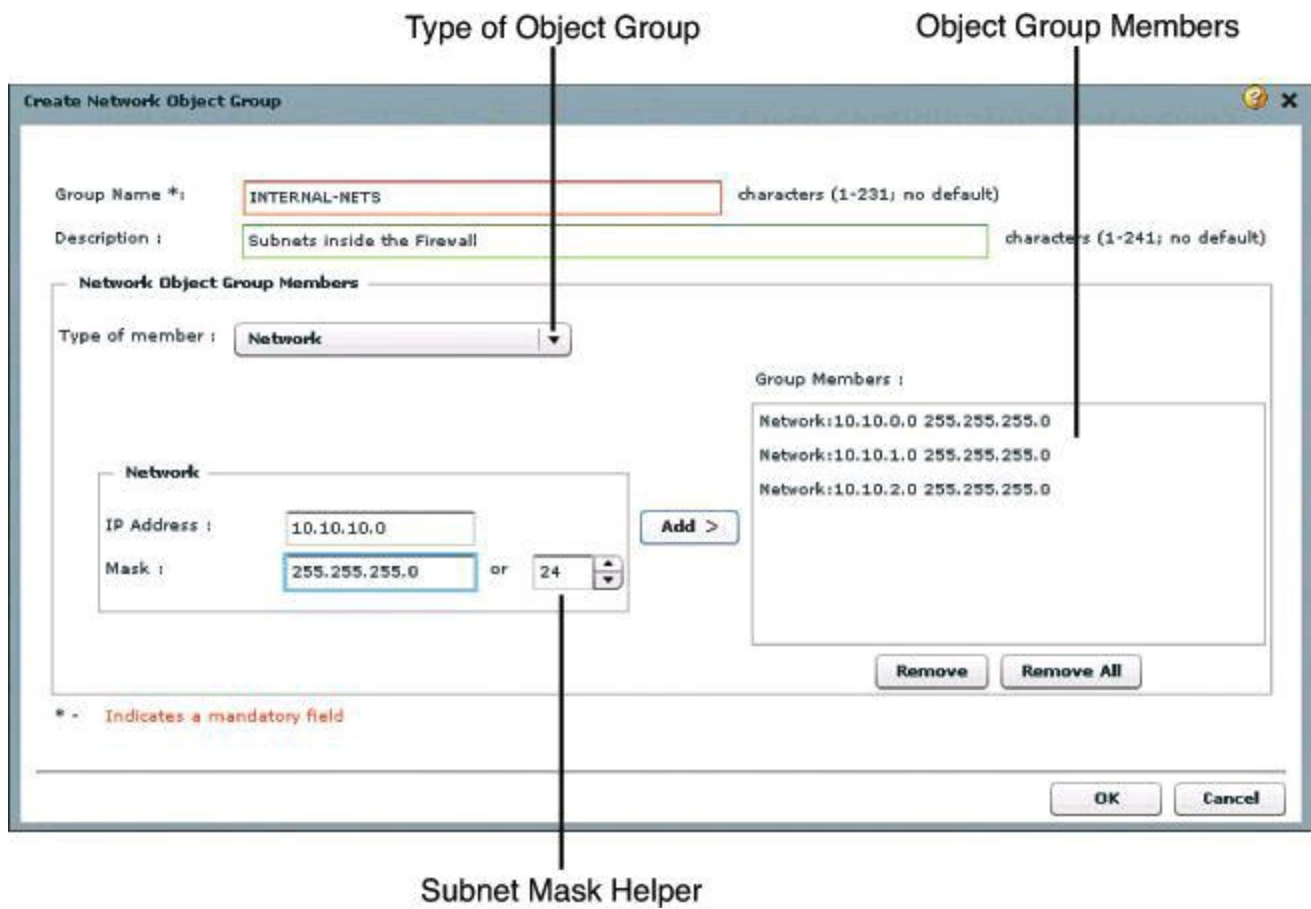 Type of Object Group
Object Group Members
Create Network Object Group
Group Name *: INTERNAL-NETS characters (1-231; no default)
Description : Subnets inside the Firewall characters (1-241; no default)
Network Object Group Members
Type of member : Network
Group Members :
Network:10.10.0.0 255.255.255.0
Network:10.10.1.0 255.255.255.0
Network:10.10.2.0 255.255.255.0
Network
IP Address : 10.10.10.0
Add >
Mask : 255.255.255.0 or 24
Remove
Remove All
* - Indicates a mandatory field
OK
Cancel
Subnet Mask Helper